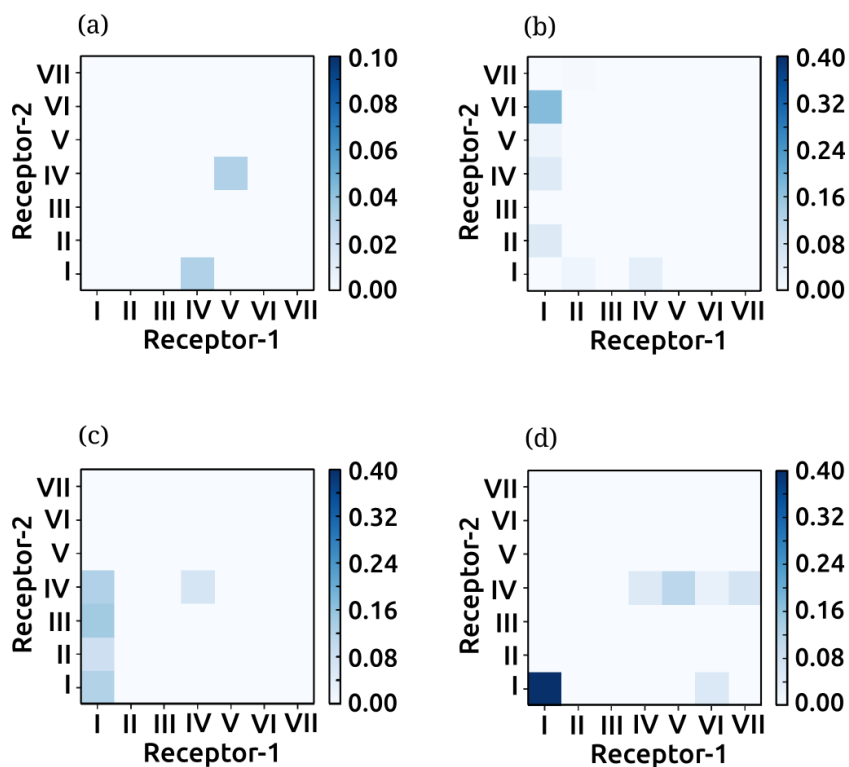 (a)
Receptor-2
VII
VI
V
IV
III
II
I
I II III IV V VI VII
Receptor-1
0.10
0.08
0.06
0.04
0.02
0.00
(b)
Receptor-2
VII
VI
V
IV
III
II
I
I II III IV V VI VII
Receptor-1
0.40
0.32
0.24
0.16
0.08
0.00
(c)
Receptor-2
VII
VI
V
IV
III
II
I
I II III IV V VI VII
Receptor-1
0.40
0.32
0.24
0.16
0.08
0.00
(d)
Receptor-2
VII
VI
V
IV
III
II
I
I II III IV V VI VII
Receptor-1
0.40
0.32
0.24
0.16
0.08
0.00